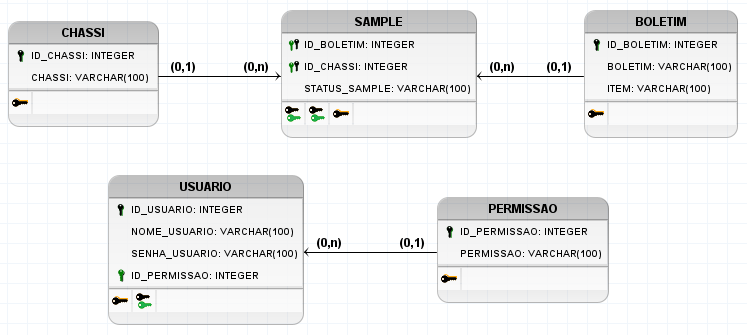 CHASSI
ID_CHASSI: INTEGER
CHASSI: VARCHAR(100)
(0,1)
(0,n)
SAMPLE
ID_BOLETIM: INTEGER
ID_CHASSI: INTEGER
STATUS_SAMPLE: VARCHAR(100)
(0,n)
(0,1)
BOLETIM
ID_BOLETIM: INTEGER
BOLETIM: VARCHAR(100)
ITEM: VARCHAR(100)
USUARIO
ID_USUARIO: INTEGER
NOME_USUARIO: VARCHAR(100)
SENHA_USUARIO: VARCHAR(100)
ID_PERMISSAO: INTEGER
(0,n)
(0,1)
PERMISSAO
ID_PERMISSAO: INTEGER
PERMISSAO: VARCHAR(100)